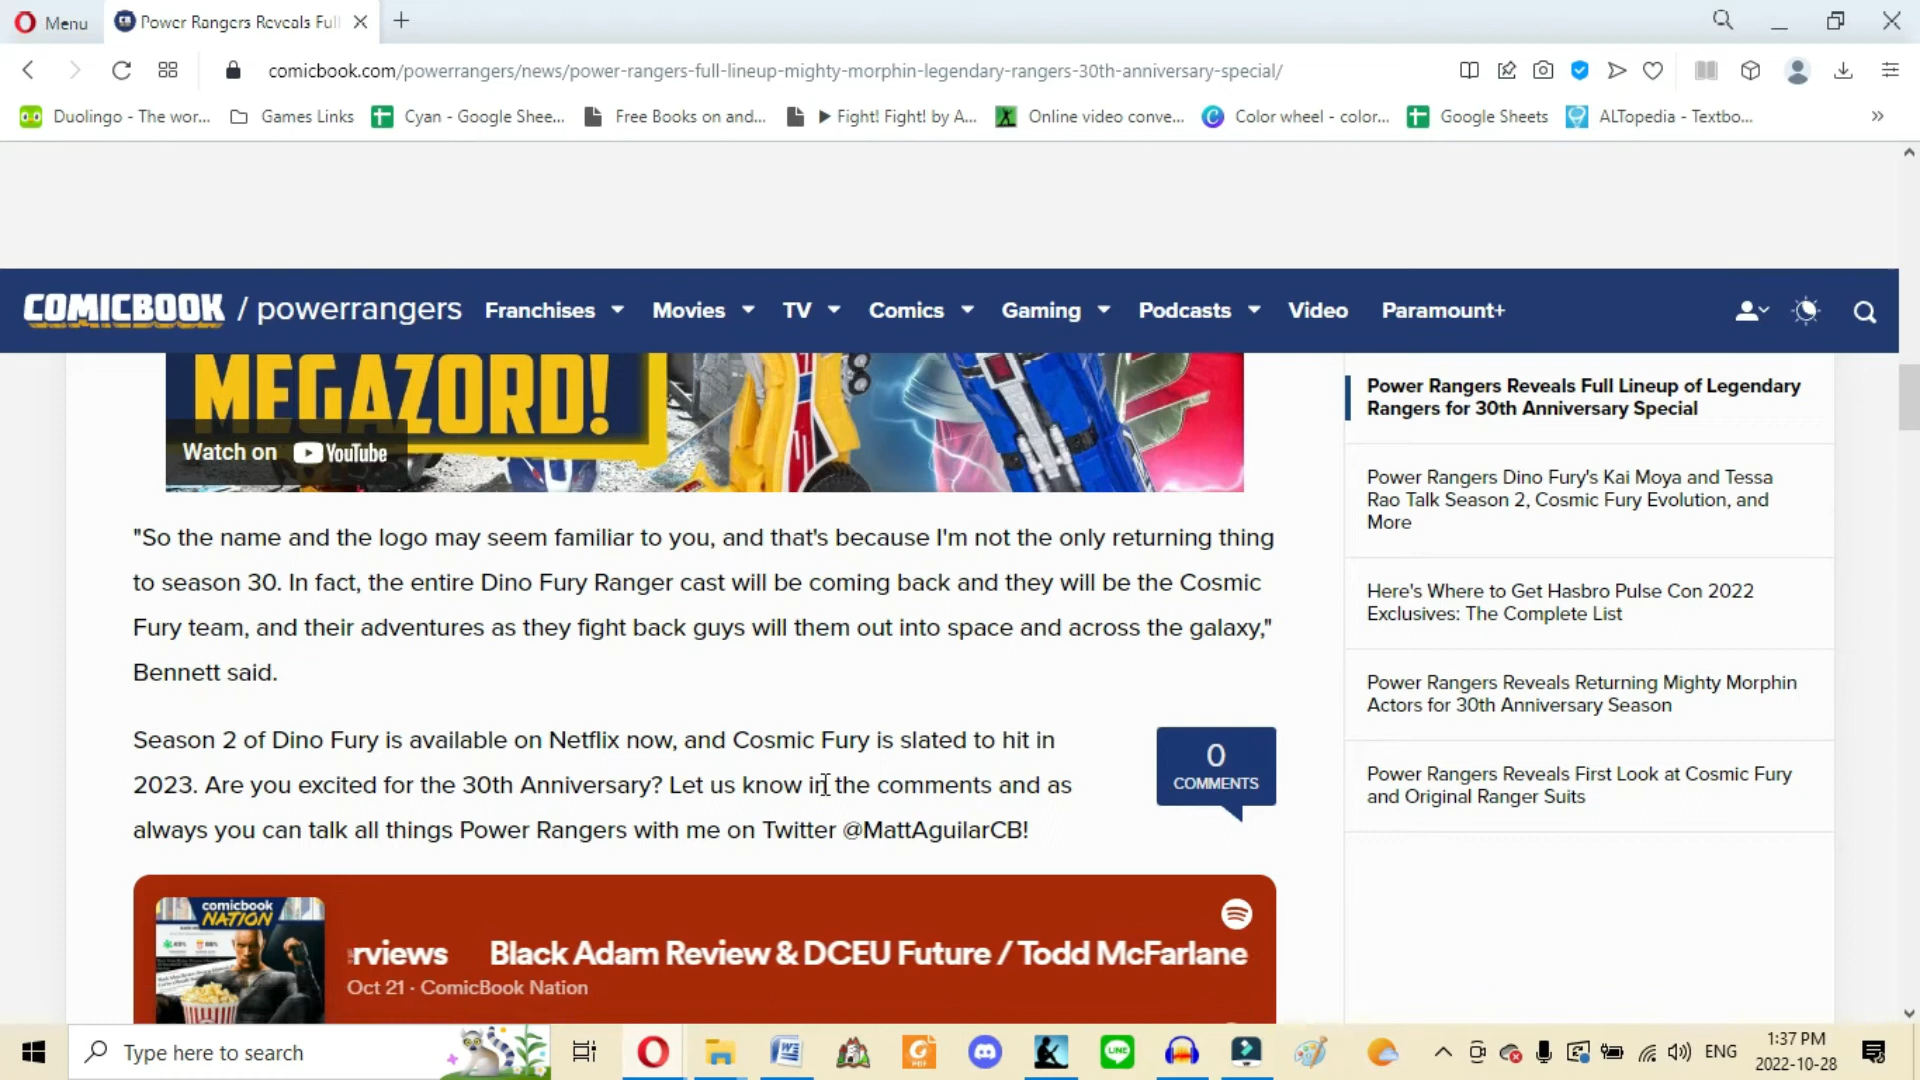 Menu
Power Rangers Reveals Full
comicbook.com/powerrangers/news/power-rangers-full-lineup-mighty-morphin-legendary-rangers-30th-anniversary-special/
Duolingo - The wor...
Games Links
Cyan - Google Shee...
Free Books on and...
▶ Fight! Fight! by A...
Online video conve...
Color wheel - color...
Google Sheets
ALTopedia - Textbo...
COMICBOOK / powerrangers
Franchises
Movies
TV
Comics
Gaming
Podcasts
Video
Paramount+
MEGAZORD!
Watch on YouTube
"So the name and the logo may seem familiar to you, and that's because I'm not the only returning thing
to season 30. In fact, the entire Dino Fury Ranger cast will be coming back and they will be the Cosmic
Fury team, and their adventures as they fight back guys will them out into space and across the galaxy,"
Bennett said.
Season 2 of Dino Fury is available on Netflix now, and Cosmic Fury is slated to hit in
2023. Are you excited for the 30th Anniversary? Let us know in the comments and as
always you can talk all things Power Rangers with me on Twitter @MattAguilarCB!
0
COMMENTS
comicbook
NATION
rviews
Black Adam Review & DCEU Future / Todd McFarlane
Oct 21 · ComicBook Nation
Power Rangers Reveals Full Lineup of Legendary
Rangers for 30th Anniversary Special
Power Rangers Dino Fury's Kai Moya and Tessa
Rao Talk Season 2, Cosmic Fury Evolution, and
More
Here's Where to Get Hasbro Pulse Con 2022
Exclusives: The Complete List
Power Rangers Reveals Returning Mighty Morphin
Actors for 30th Anniversary Season
Power Rangers Reveals First Look at Cosmic Fury
and Original Ranger Suits
Type here to search
LINE
ENG
1:37 PM
2022-10-28